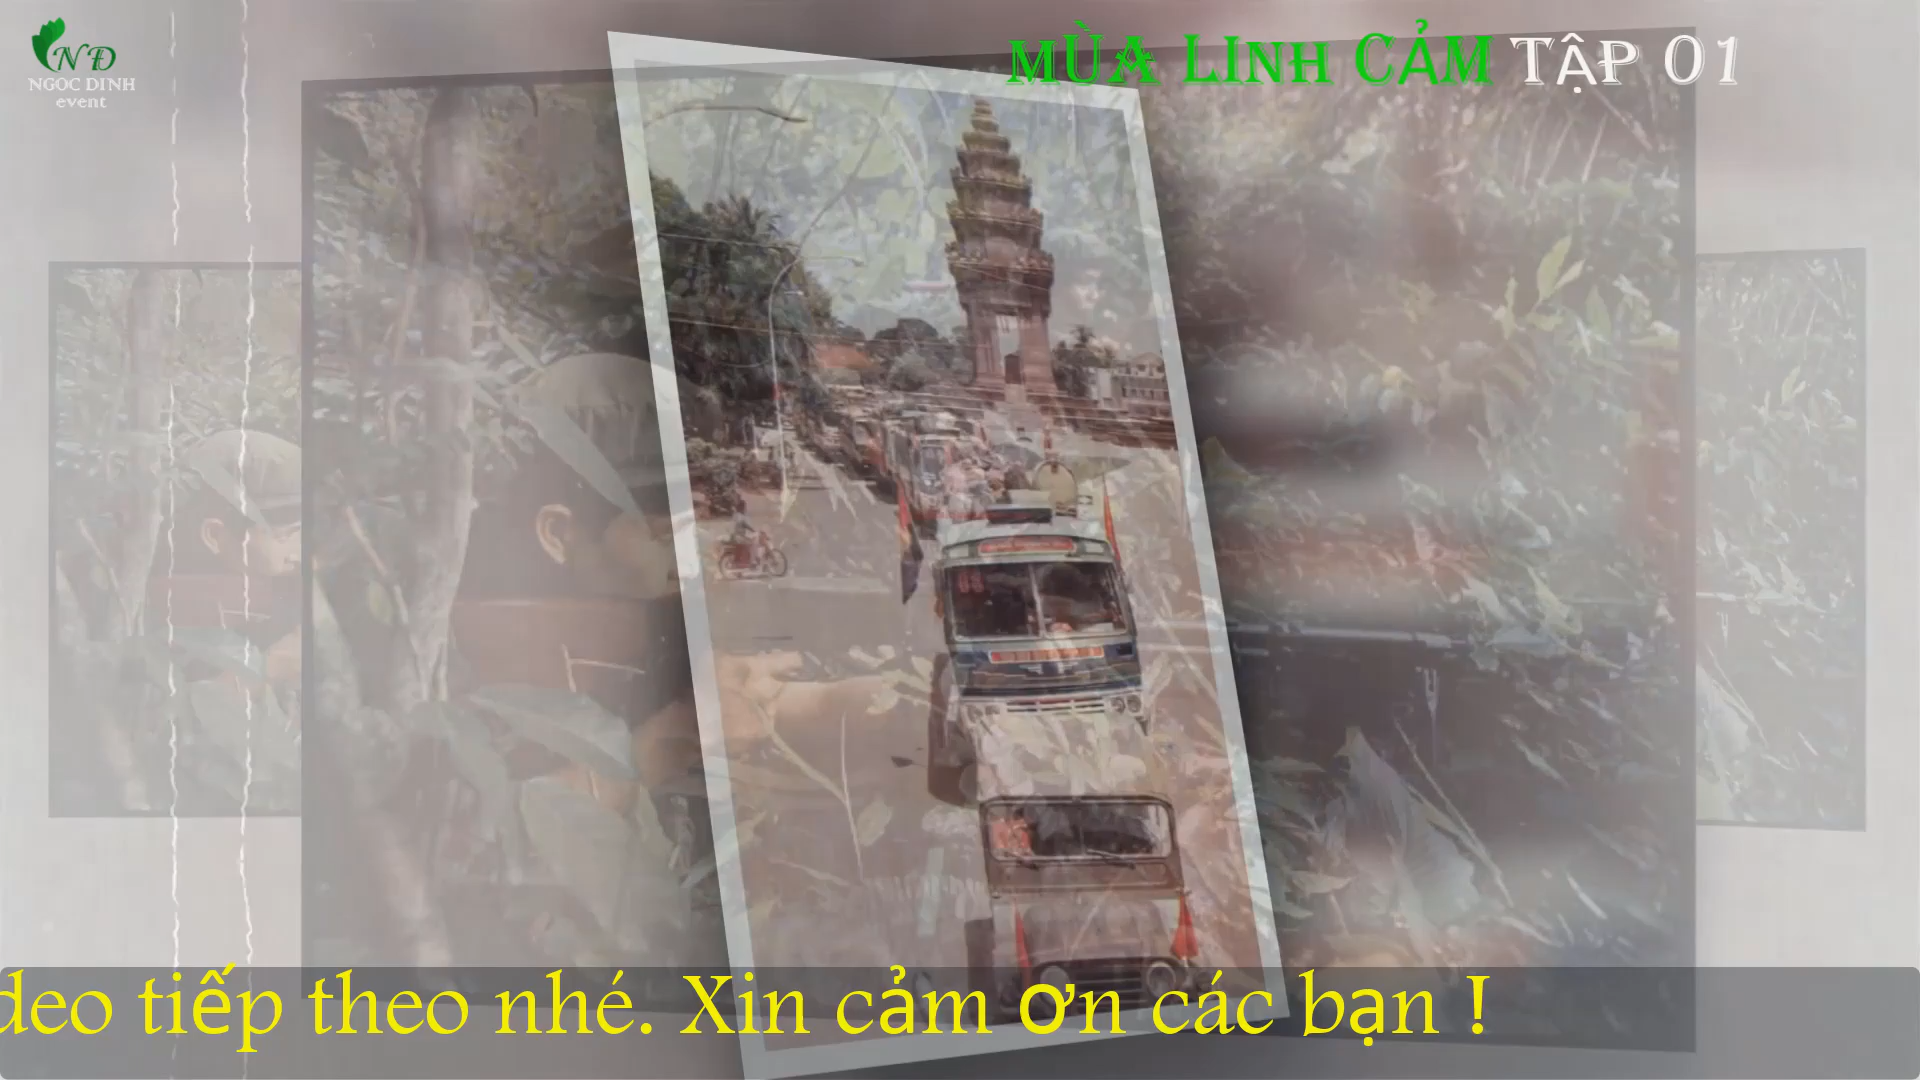 NĐ
NGOC DINH
event
MÙA LINH CẢM TẬP 01
deo tiếp theo nhé. Xin cảm ơn các bạn !